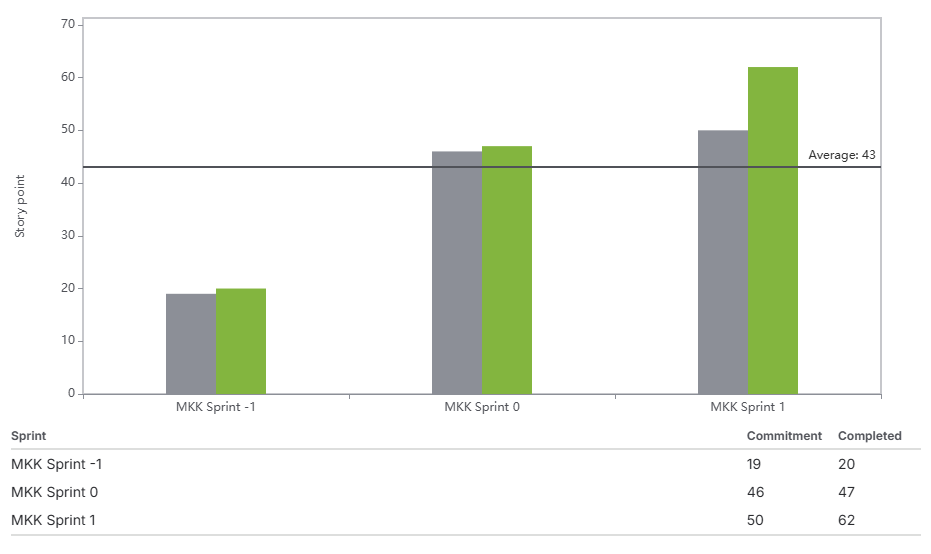 70
60
50
40
30
20
10
0
Story point
Average: 43
MKK Sprint -1 MKK Sprint 0 MKK Sprint 1
Sprint Commitment Completed
MKK Sprint -1 19 20
MKK Sprint 0 46 47
MKK Sprint 1 50 62